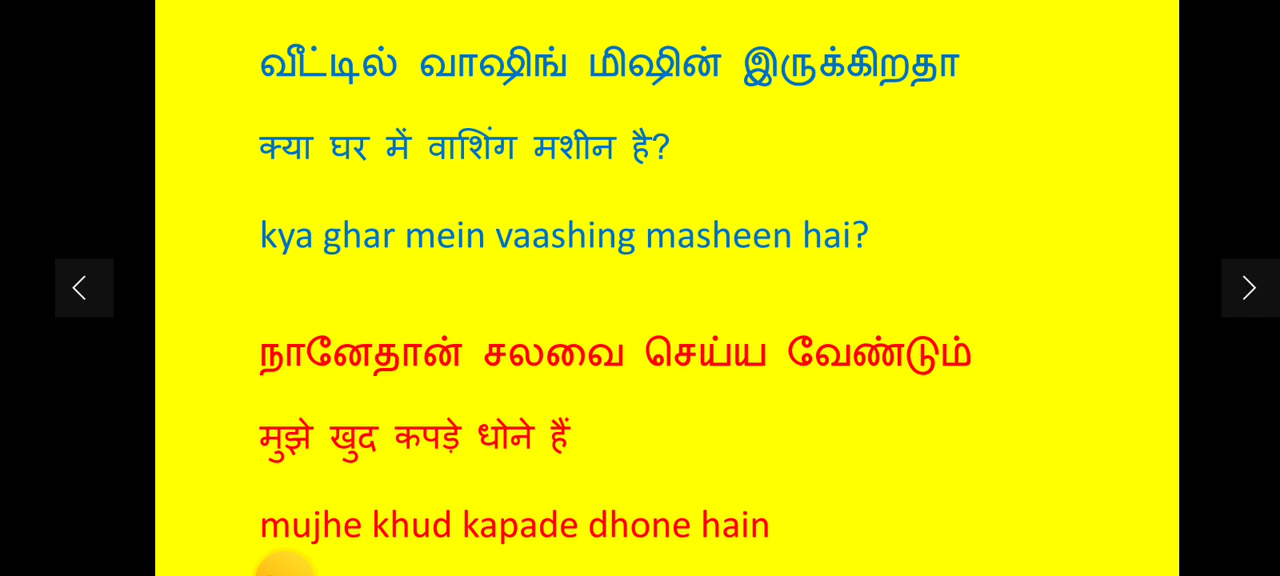 வீட்டில் வாஷிங் மிஷின் இருக்கிறதா
क्या घर में वाशिंग मशीन है?
kya ghar mein vaashing masheen hai?
நானேதான் சலவை செய்ய வேண்டும்
मुझे खुद कपड़े धोने हैं
mujhe khud kapade dhone hain